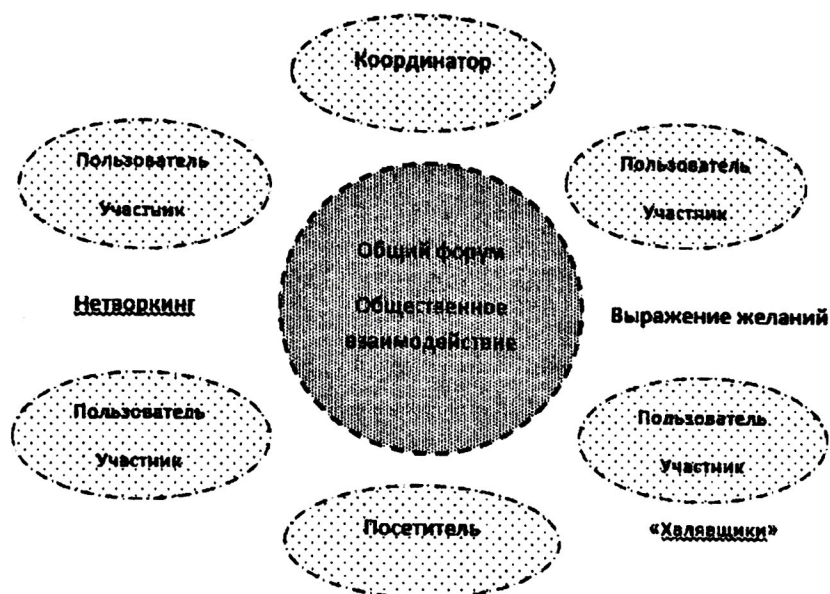 Координатор
Пользователь
Участник
Пользователь
Участник
Общий форум
Общественное
взаимодействие
Нетворкинг
Выражение желаний
Пользователь
Участник
Пользователь
Участник
Посетитель
«Халявщики»